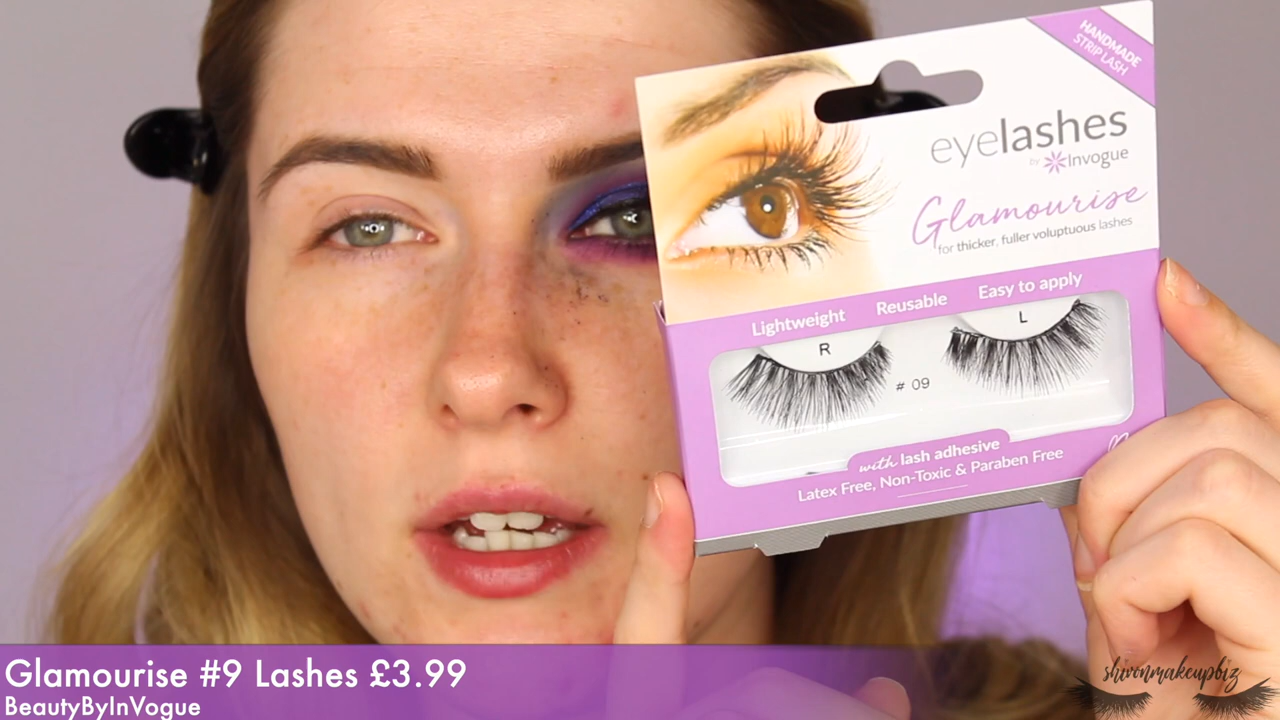 HANDMADE
STRIP LASH
eyelashes
by Invogue
Glamourise
for thicker, fuller voluptuous lashes
Lightweight Reusable Easy to apply
R
L
# 09
with lash adhesive
Latex Free, Non-Toxic & Paraben Free
Glamourise #9 Lashes £3.99
BeautyByInVogue
shivonmakeupbiz